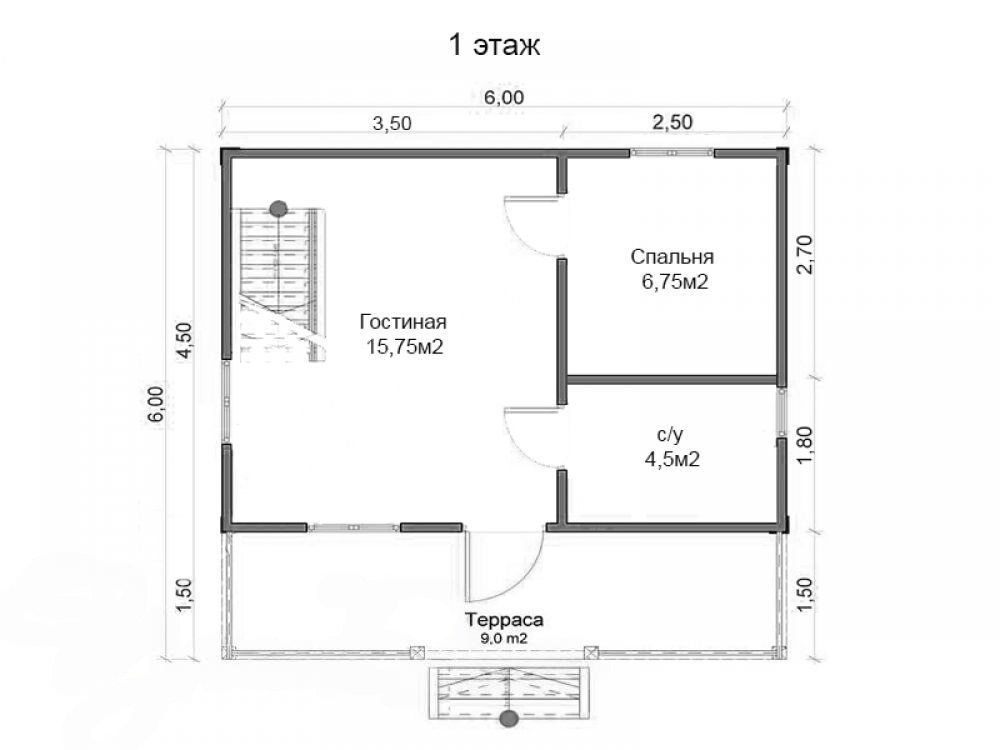 1 этаж
6,00
3,50
2,50
2,70
Спальня
6,75м2
Гостиная
15,75м2
4,50
6,00
с/у
4,5м2
1,80
1,50
Терраса
9,0 m2
1,50